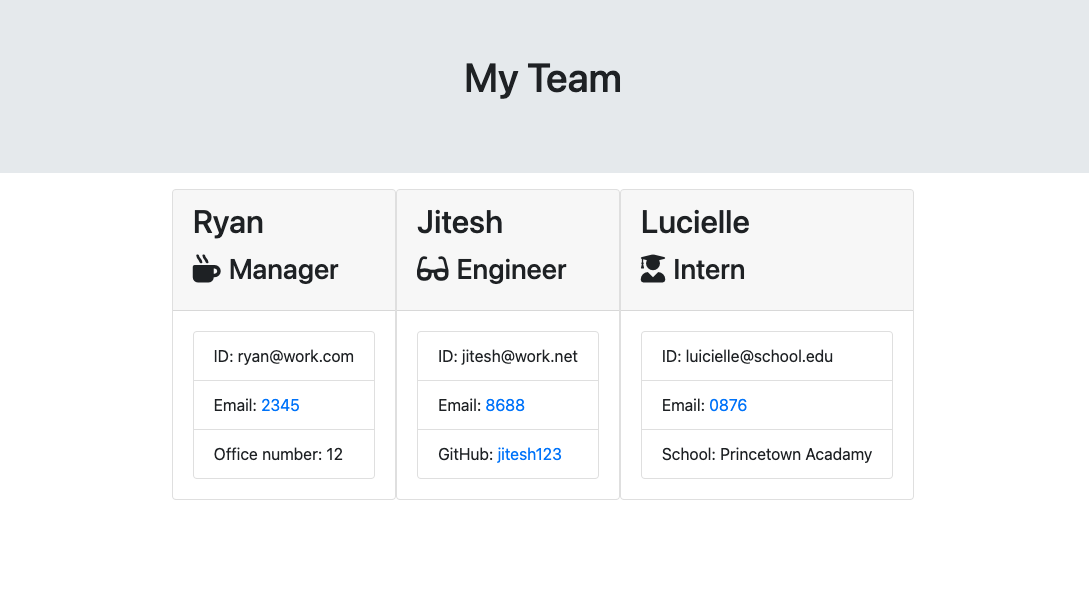 My Team
Ryan
Manager
ID: ryan@work.com
Email: 2345
Office number: 12
Jitesh
Engineer
ID: jitesh@work.net
Email: 8688
GitHub: jitesh123
Lucielle
Intern
ID: luicielle@school.edu
Email: 0876
School: Princetown Acadamy